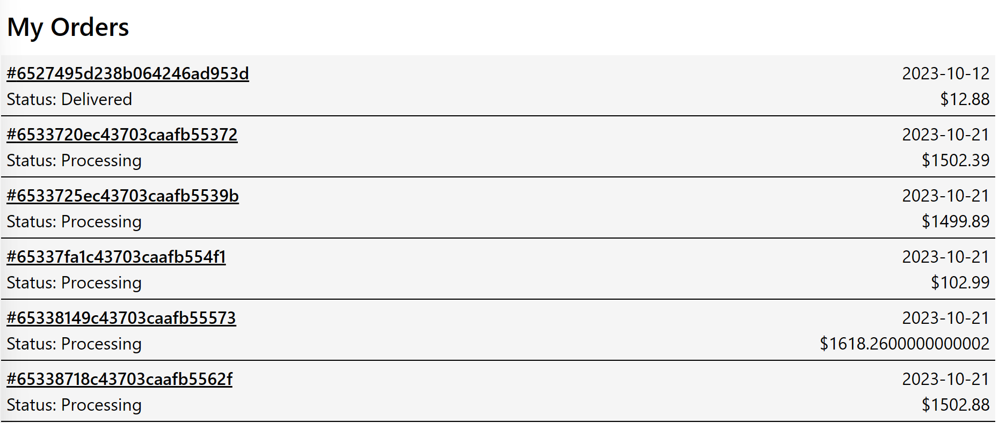 My Orders
#6527495d238b064246ad953d 2023-10-12
Status: Delivered $12.88
#6533720ec43703caafb55372 2023-10-21
Status: Processing $1502.39
#6533725ec43703caafb5539b 2023-10-21
Status: Processing $1499.89
#65337fa1c43703caafb554f1 2023-10-21
Status: Processing $102.99
#65338149c43703caafb55573 2023-10-21
Status: Processing $1618.2600000000002
#65338718c43703caafb5562f 2023-10-21
Status: Processing $1502.88